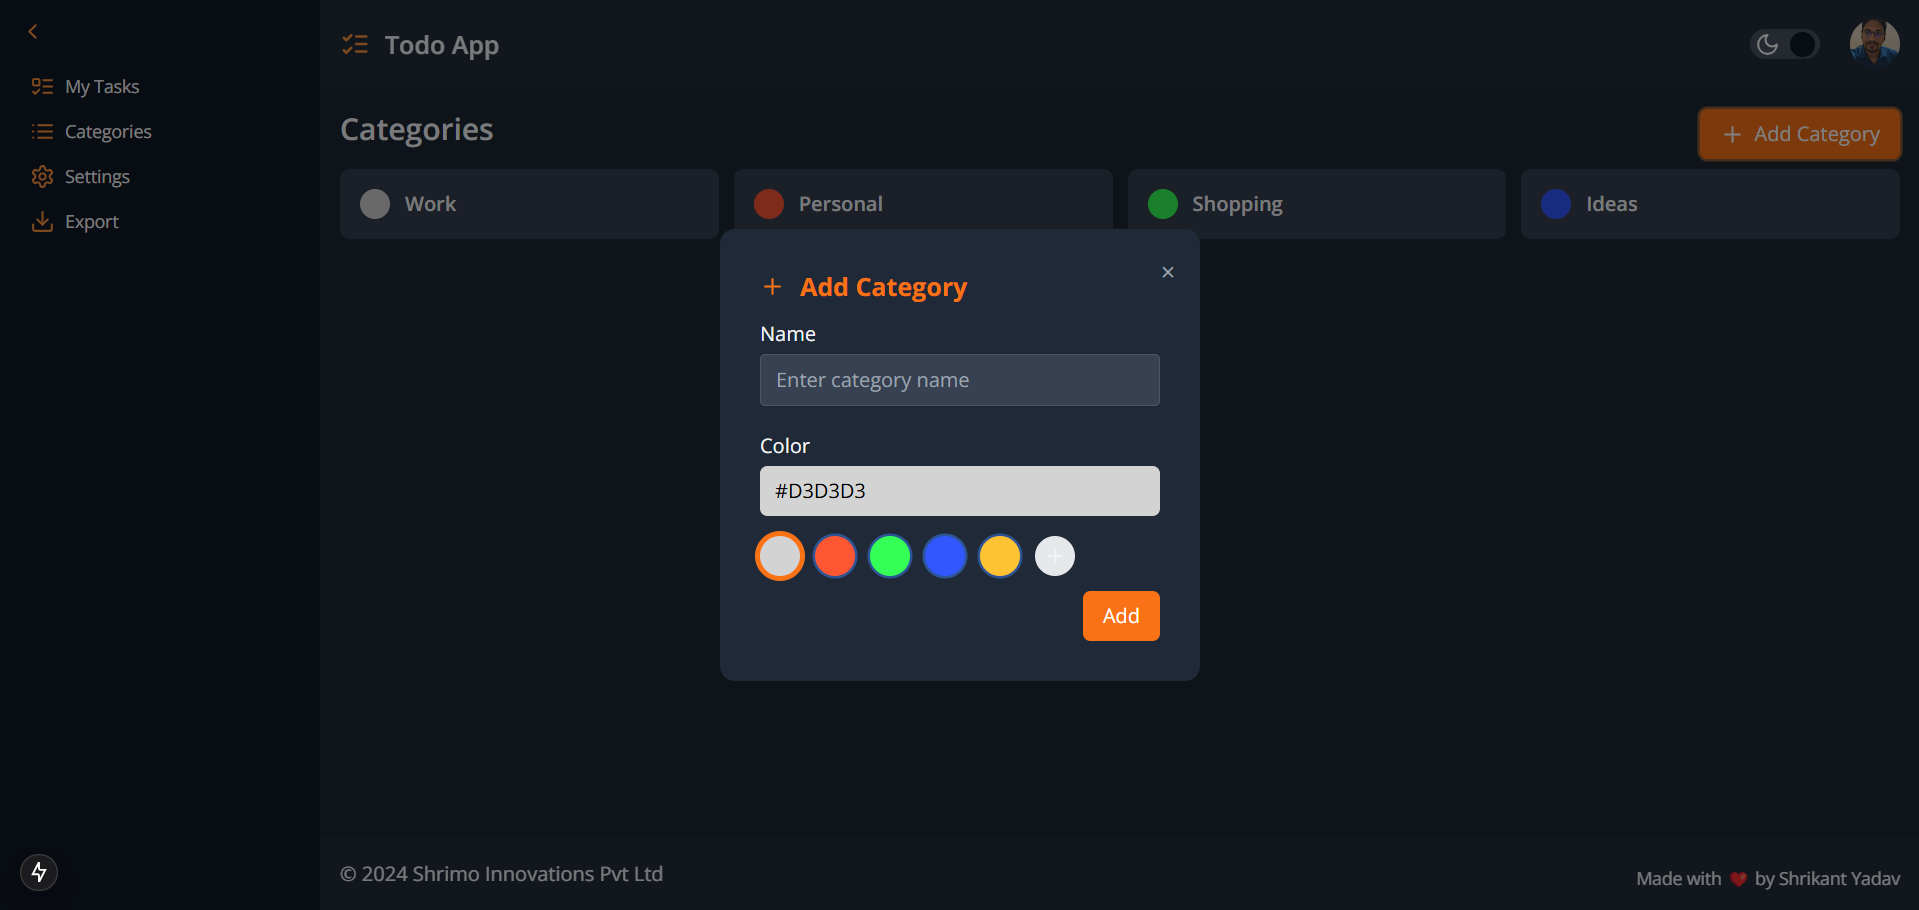 Todo App
My Tasks
Categories
Settings
Export
Categories
Add Category
Work
Personal
Shopping
Ideas
Add Category
Name
Enter category name
Color
#D3D3D3
Add
© 2024 Shrimo Innovations Pvt Ltd
Made with ❤️ by Shrikant Yadav